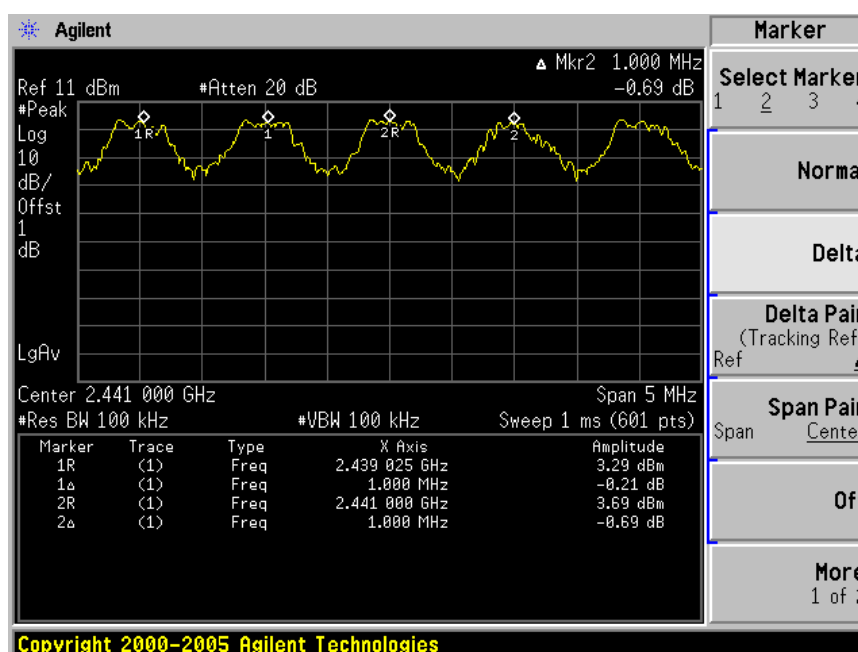 Agilent
Δ Mkr2 1.000 MHz
Ref 11 dBm #Atten 20 dB -0.69 dB
#Peak
Log
10
dB/
Offst
1
dB
LgAv
1R 1 2R 2
Center 2.441 000 GHz Span 5 MHz
#Res BW 100 kHz #VBW 100 kHz Sweep 1 ms (601 pts)
Marker Trace Type X Axis Amplitude
1R (1) Freq 2.439 025 GHz 3.29 dBm
1Δ (1) Freq 1.000 MHz -0.21 dB
2R (1) Freq 2.441 000 GHz 3.69 dBm
2Δ (1) Freq 1.000 MHz -0.69 dB
Copyright 2000-2005 Agilent Technologies
Marker
Select Marker
1 2 3
Norma
Delta
Delta Pair
(Tracking Ref
Ref
Span Pair
Span Cente
Of
More
1 of